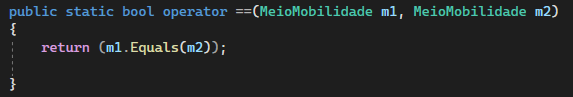 public static bool operator ==(MeioMobilidade m1, MeioMobilidade m2)
{
return (m1.Equals(m2));
}